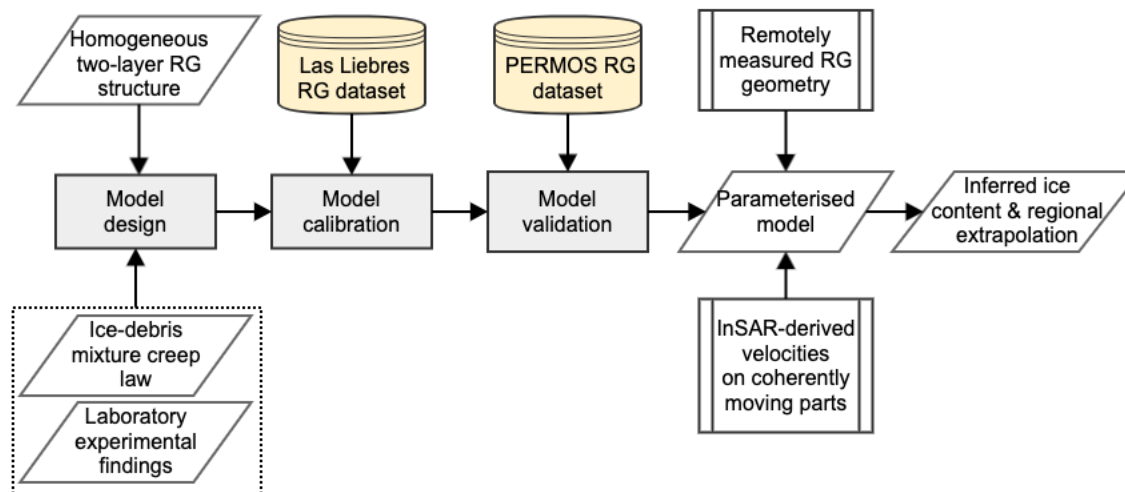 Homogeneous
two-layer RG
structure
Las Liebres
RG dataset
PERMOS RG
dataset
Remotely
measured RG
geometry
Model
design
Model
calibration
Model
validation
Parameterised
model
Inferred ice
content & regional
extrapolation
Ice-debris
mixture creep
law
Laboratory
experimental
findings
InSAR-derived
velocities
on coherently
moving parts